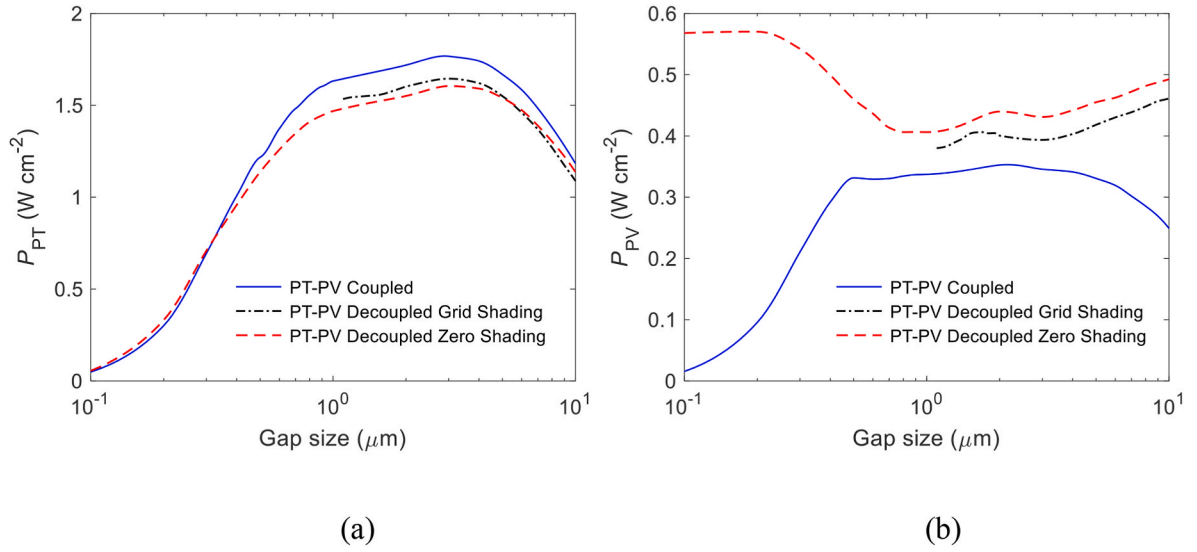 2
1.5
1
0.5
0
P_PT (W cm^-2)
PT-PV Coupled
PT-PV Decoupled Grid Shading
PT-PV Decoupled Zero Shading
10^-1 10^0 10^1
Gap size (μm)
(a)
0.6
0.5
0.4
0.3
0.2
0.1
0
P_PV (W cm^-2)
PT-PV Coupled
PT-PV Decoupled Grid Shading
PT-PV Decoupled Zero Shading
10^-1 10^0 10^1
Gap size (μm)
(b)